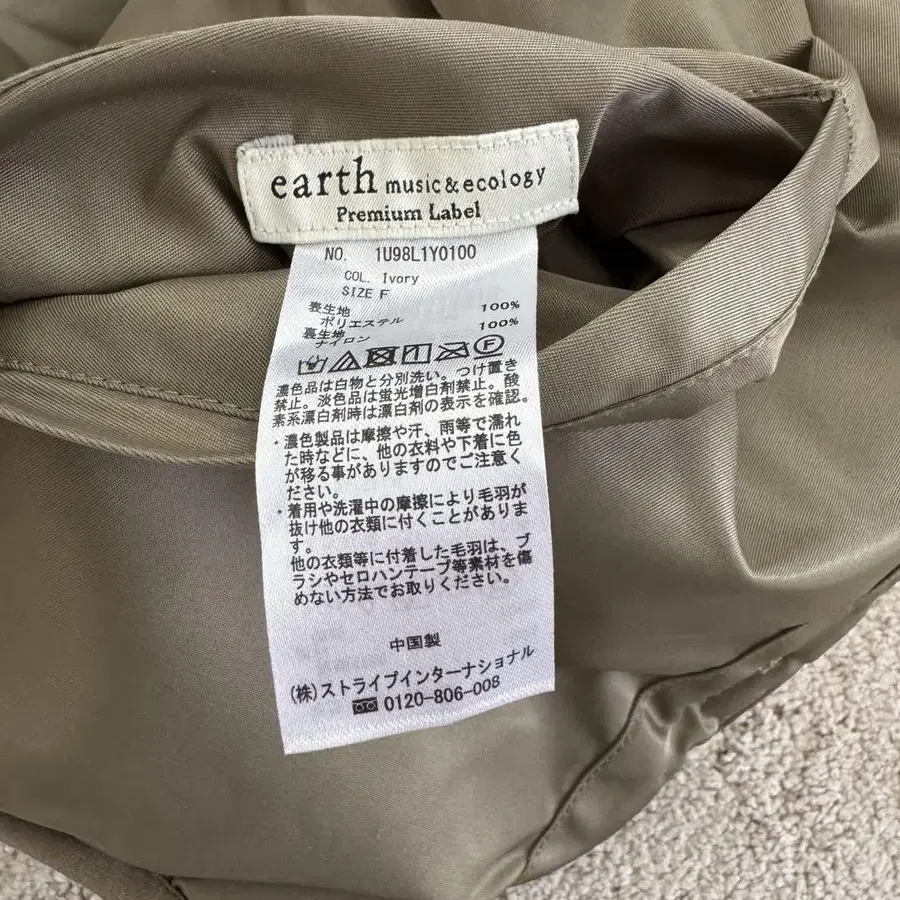 earth music&ecology
Premium Label
NO. 1U98L1Y0100
COL. Ivory
SIZE F
表生地
ポリエステル 100%
裏生地
ナイロン 100%
濃色品は白物と分別洗い。つけ置き
禁止。淡色品は蛍光増白剤禁止。酸
素系漂白剤時は漂白剤の表示を確認。
・濃色製品は摩擦や汗、雨等で濡れ
た時などに、他の衣料や下着に色
が移る事がありますのでご注意く
ださい。
・着用や洗濯中の摩擦により毛羽が
抜け他の衣類に付くことがありま
す。
他の衣類等に付着した毛羽は、ブ
ラシやセロハンテープ等素材を傷
めない方法でお取りください。
中国製
(株)ストライプインターナショナル
0120-806-008